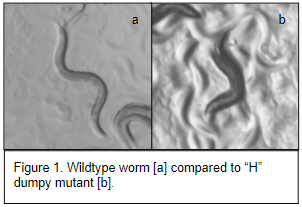 a
b
Figure 1. Wildtype worm [a] compared to “H”
dumpy mutant [b].